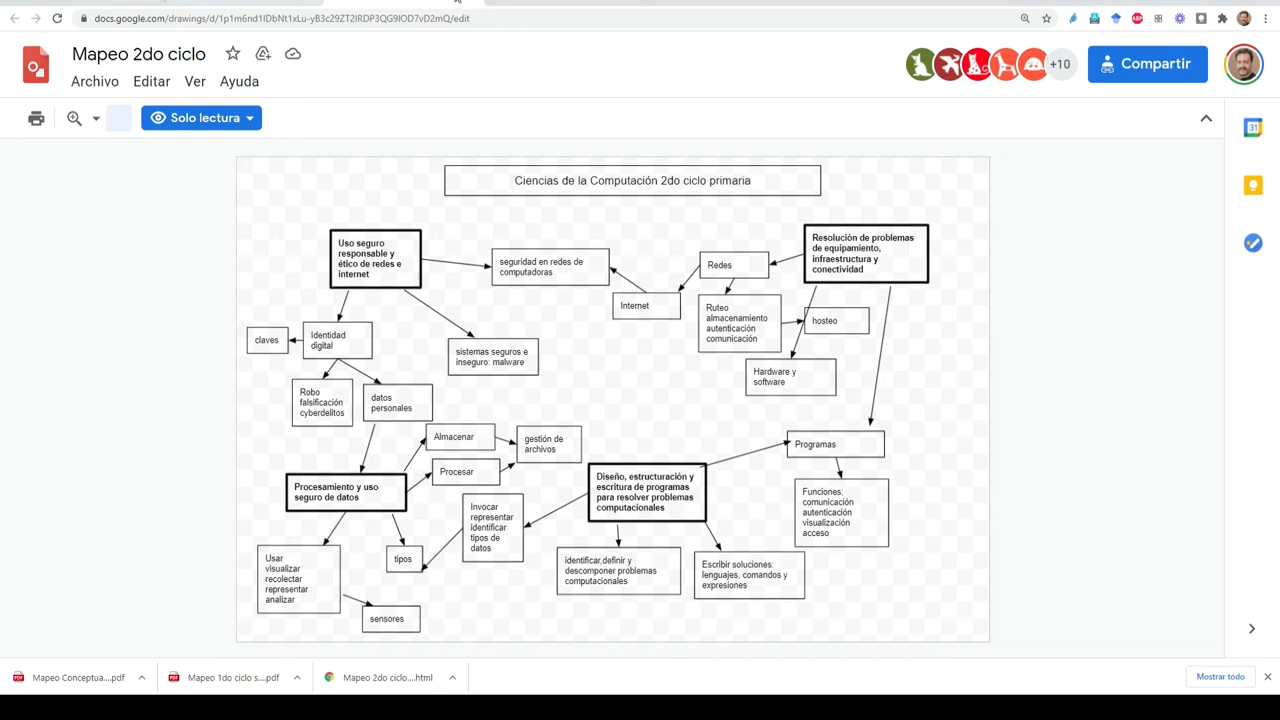 docs.google.com/drawings/d/1p1m6nd1IDbNt1xLu-yB3c29ZT2IRDP3QG9IOD7vD2mQ/edit
Mapeo 2do ciclo
Archivo Editar Ver Ayuda
+10
Compartir
Solo lectura
31
Ciencias de la Computación 2do ciclo primaria
Uso seguro
responsable y
ético de redes e
internet
seguridad en redes de
computadoras
Redes
Resolución de problemas
de equipamiento,
infraestructura y
conectividad
Internet
Ruteo
almacenamiento
autenticación
comunicación
hosteo
claves
Identidad
digital
sistemas seguros e
inseguro: malware
Hardware y
software
Robo
falsificación
cyberdelitos
datos
personales
Almacenar
gestión de
archivos
Procesar
Programas
Procesamiento y uso
seguro de datos
Diseño, estructuración y
escritura de programas
para resolver problemas
computacionales
Invocar
representar
identificar
tipos de
datos
Funciones;
comunicación
autenticación
visualización
acceso
Usar
visualizar
recolectar
representar
analizar
tipos
identificar,definir y
descomponer problemas
computacionales
Escribir soluciones:
lenguajes, comandos y
expresiones
sensores
Mapeo Conceptua....pdf
Mapeo 1do ciclo s....pdf
Mapeo 2do ciclo....html
Mostrar todo